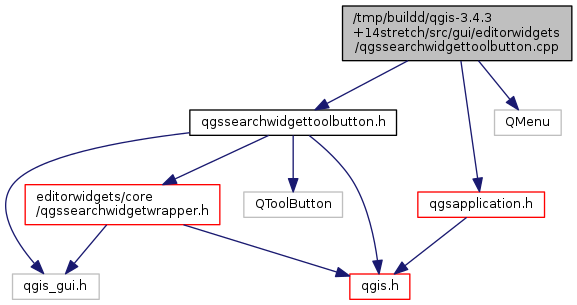 /tmp/buildd/qgis-3.4.3
+14stretch/src/gui/editorwidgets
/qgssearchwidgettoolbutton.cpp
qgssearchwidgettoolbutton.h
QMenu
editorwidgets/core
/qgssearchwidgetwrapper.h
QToolButton
qgsapplication.h
qgis_gui.h
qgis.h